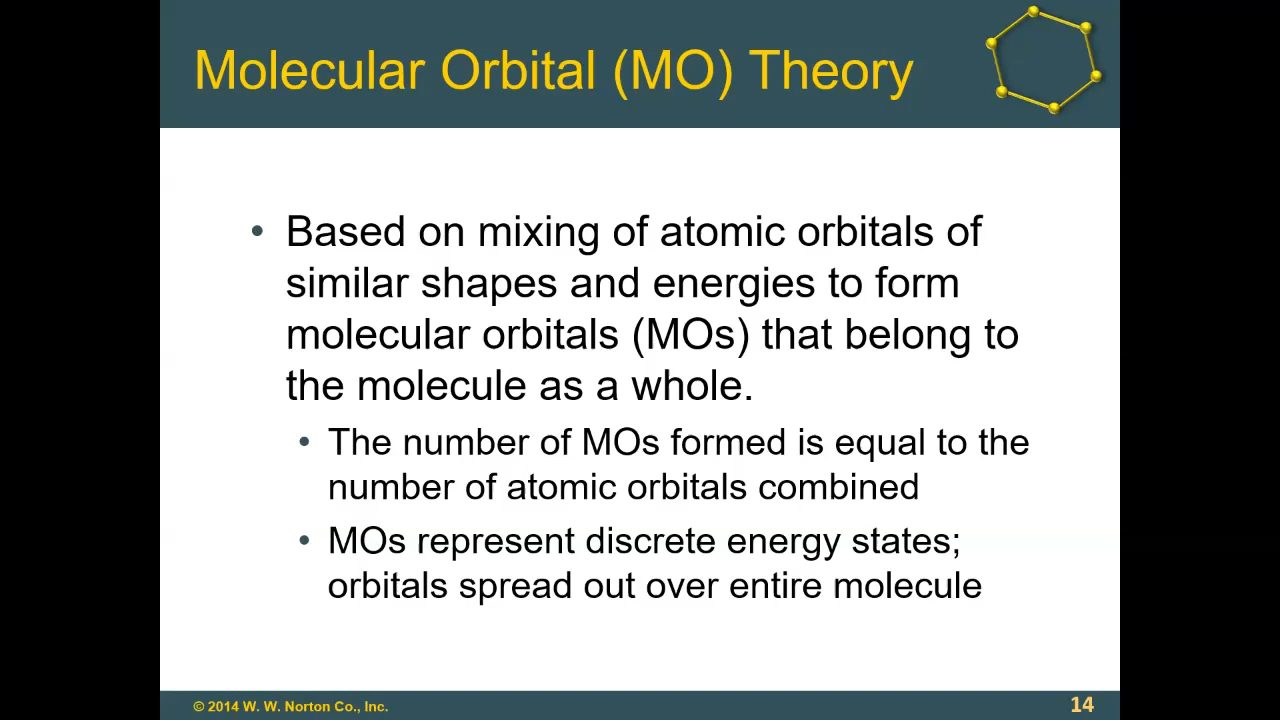 Molecular Orbital (MO) Theory
• Based on mixing of atomic orbitals of
similar shapes and energies to form
molecular orbitals (MOs) that belong to
the molecule as a whole.
• The number of MOs formed is equal to the
number of atomic orbitals combined
• MOs represent discrete energy states;
orbitals spread out over entire molecule
© 2014 W. W. Norton Co., Inc.
14